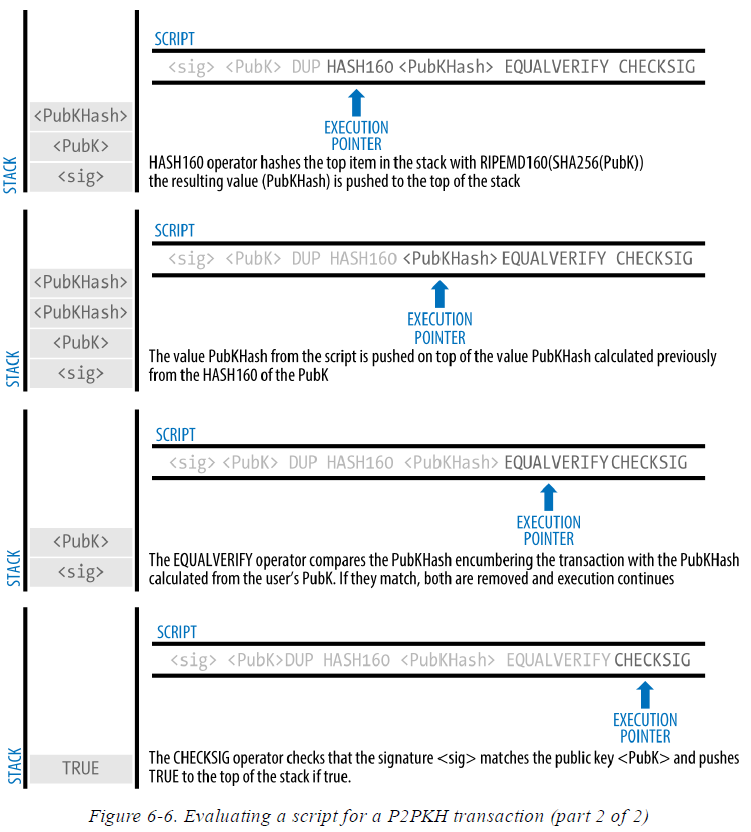 SCRIPT
<sig> <PubK> DUP HASH160 <PubKHash> EQUALVERIFY CHECKSIG
<PubKHash>
<PubK>
<sig>
STACK
EXECUTION
POINTER
HASH160 operator hashes the top item in the stack with RIPEMD160(SHA256(PubK))
the resulting value (PubKHash) is pushed to the top of the stack
SCRIPT
<sig> <PubK> DUP HASH160 <PubKHash> EQUALVERIFY CHECKSIG
<PubKHash>
<PubKHash>
<PubK>
<sig>
STACK
EXECUTION
POINTER
The value PubKHash from the script is pushed on top of the value PubKHash calculated previously
from the HASH160 of the PubK
SCRIPT
<sig> <PubK> DUP HASH160 <PubKHash> EQUALVERIFY CHECKSIG
<PubK>
<sig>
STACK
EXECUTION
POINTER
The EQUALVERIFY operator compares the PubKHash encumbering the transaction with the PubKHash
calculated from the user's PubK. If they match, both are removed and execution continues
SCRIPT
<sig> <PubK>DUP HASH160 <PubKHash> EQUALVERIFY CHECKSIG
TRUE
STACK
EXECUTION
POINTER
The CHECKSIG operator checks that the signature <sig> matches the public key <PubK> and pushes
TRUE to the top of the stack if true.
Figure 6-6. Evaluating a script for a P2PKH transaction (part 2 of 2)